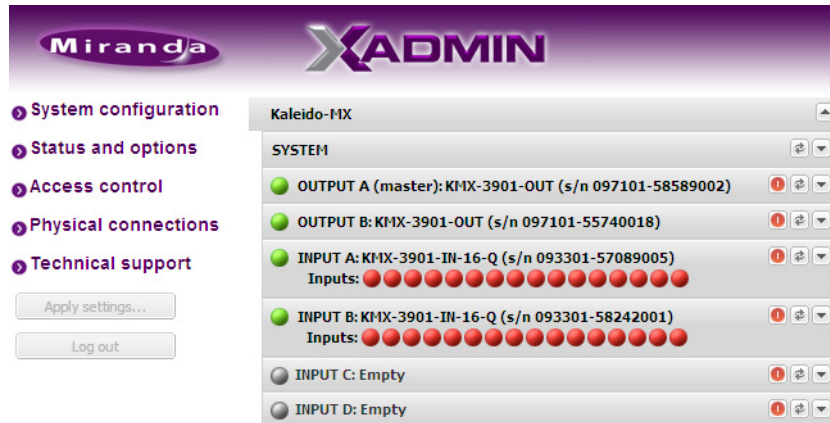 Miranda
XADMIN
System configuration
Status and options
Access control
Physical connections
Technical support
Apply settings...
Log out
Kaleido-MX
SYSTEM
OUTPUT A (master): KMX-3901-OUT (s/n 097101-58589002)
OUTPUT B: KMX-3901-OUT (s/n 097101-55740018)
INPUT A: KMX-3901-IN-16-Q (s/n 093301-57089005)
Inputs:
INPUT B: KMX-3901-IN-16-Q (s/n 093301-58242001)
Inputs:
INPUT C: Empty
INPUT D: Empty